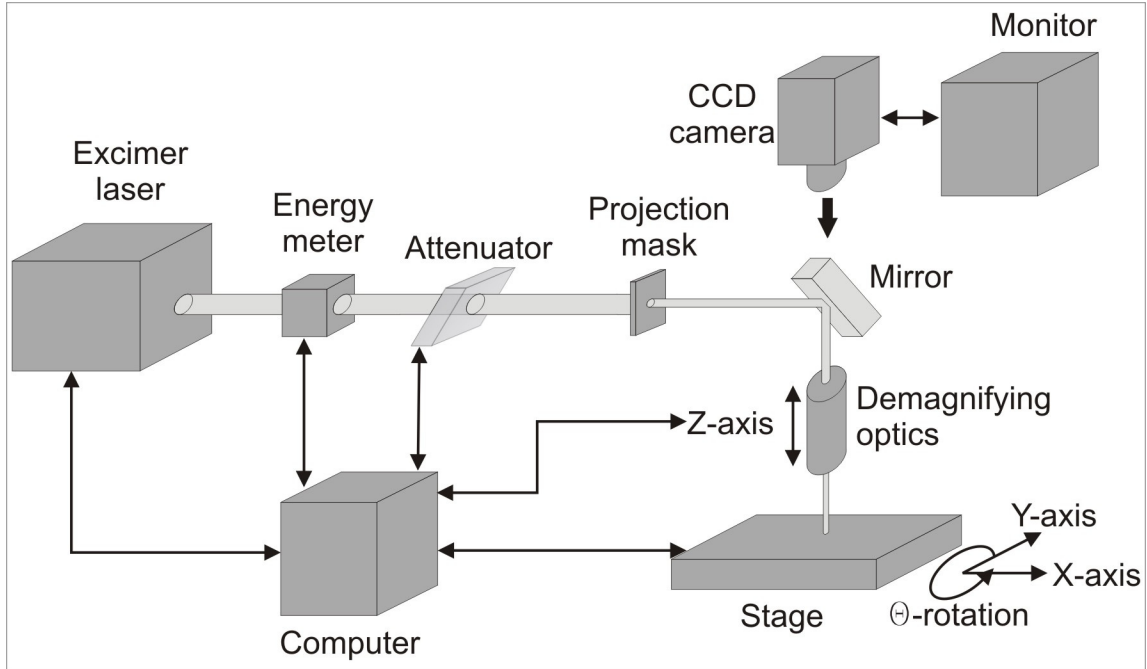 Monitor
CCD
camera
Excimer
laser
Energy
meter
Attenuator
Projection
mask
Mirror
Z-axis
Demagnifying
optics
Y-axis
X-axis
Θ-rotation
Stage
Computer